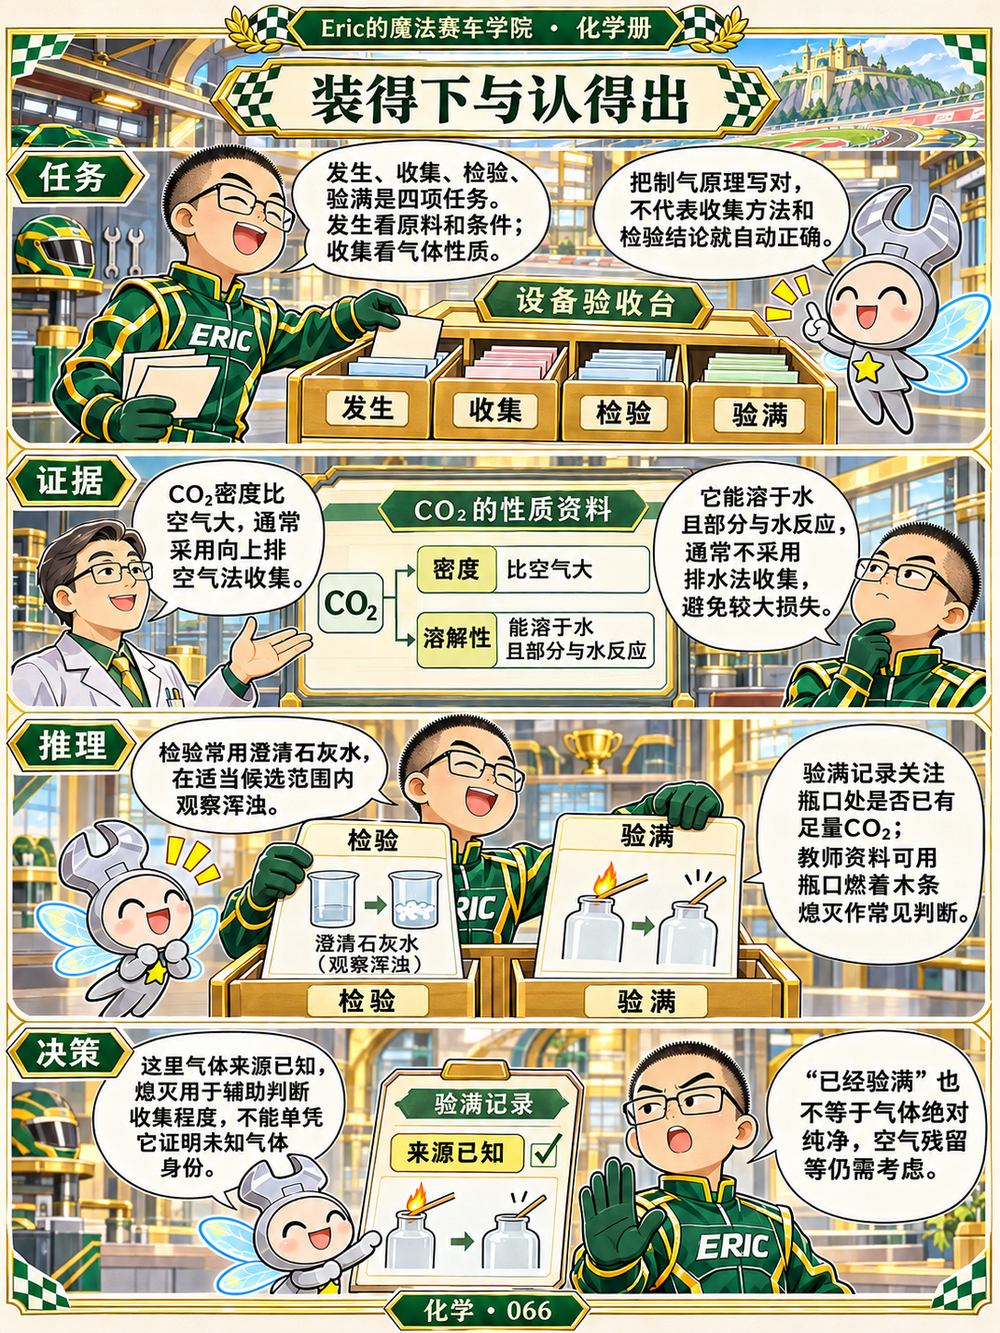 Eric的魔法赛车学院 • 化学册
装得下与认得出
任务
发生、收集、检验、
验满是四项任务。
发生看原料和条件；
收集看气体性质。
把制气原理写对，
不代表收集方法和
检验结论就自动正确。
设备验收台
ERIC
发生
收集
检验
验满
证据
CO₂密度比
空气大，通常
采用向上排
空气法收集。
CO₂的性质资料
CO₂
密度
比空气大
溶解性
能溶于水
且部分与水反应
它能溶于水
且部分与水反应，
通常不采用
排水法收集，
避免较大损失。
推理
检验常用澄清石灰水，
在适当候选范围内
观察浑浊。
检验
澄清石灰水
（观察浑浊）
检验
RIC
验满
验满
验满记录关注
瓶口处是否已有
足量CO₂；
教师资料可用
瓶口燃着木条
熄灭作常见判断。
决策
这里气体来源已知，
熄灭用于辅助判断
收集程度，不能单凭
它证明未知气体
身份。
验满记录
来源已知
“已经验满”也
不等于气体绝对
纯净，空气残留
等仍需考虑。
ERIC
化学 • 066